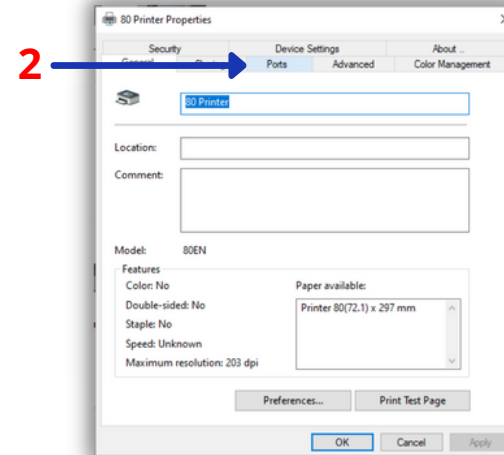 80 Printer Properties
2
Security Device Settings About ..
General Ports Advanced Color Management
80 Printer
Location:
Comment:
Model: 80EN
Features
Color: No Paper available:
Double-sided: No Printer 80(72.1) x 297 mm
Staple: No
Speed: Unknown
Maximum resolution: 203 dpi
Preferences... Print Test Page
OK Cancel Apply